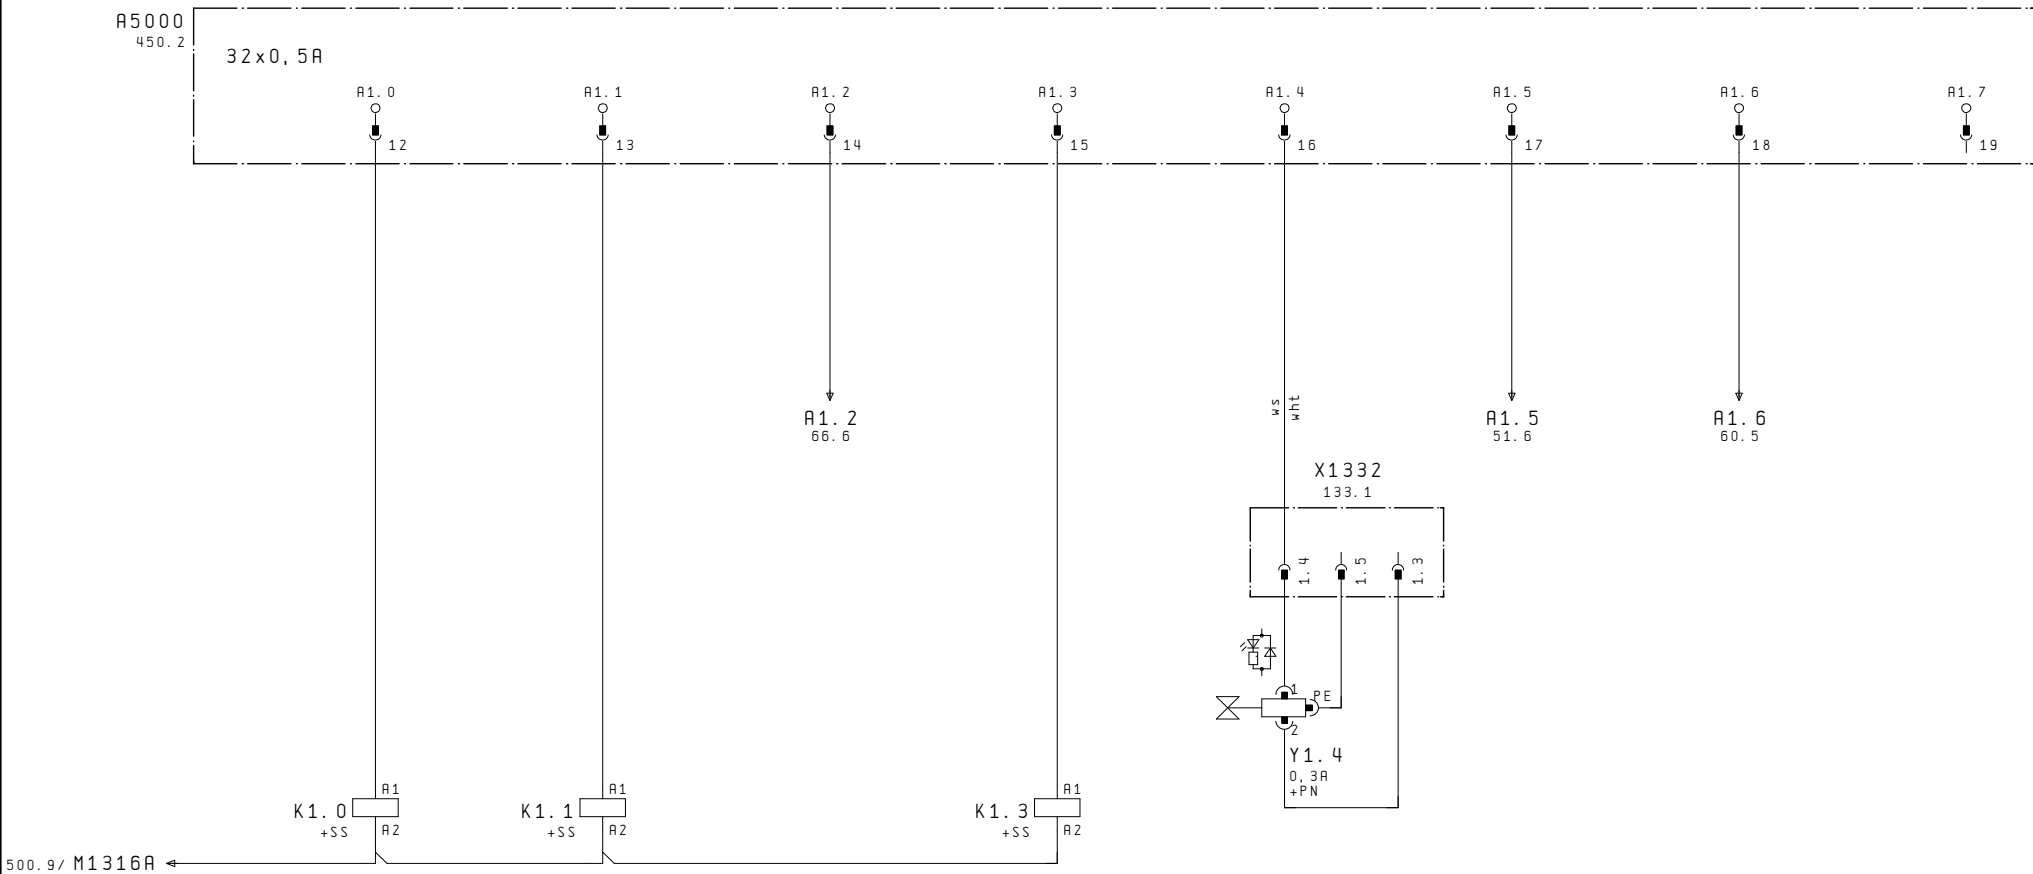 A5000
450.2
32x0,5A
A1.0 A1.1 A1.2 A1.3 A1.4 A1.5 A1.6 A1.7
12 13 14 15 16 17 18 19
ws
wht
A1.2
66.6
A1.5
51.6
A1.6
60.5
X1332
133.1
1.4 1.5 1.3
1
PE
2
Y1.4
0,3A
+PN
A1 A1 A1
K1.0 K1.1 K1.3
+SS A2 +SS A2 +SS A2
500.9/ M1316A